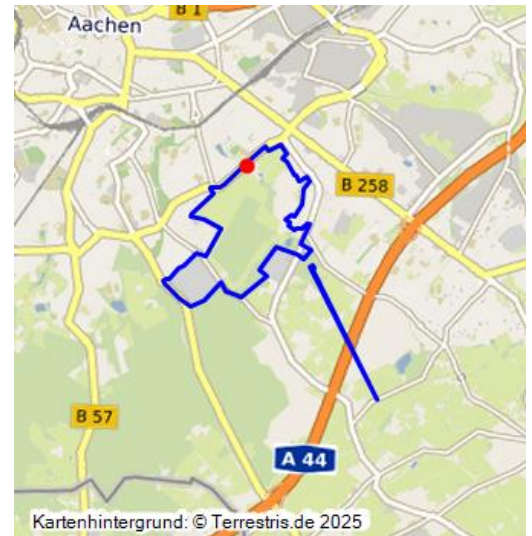 B 1
Aachen
B 258
B 57
A 44
Kartenhintergrund: © Terrestris.de 2025